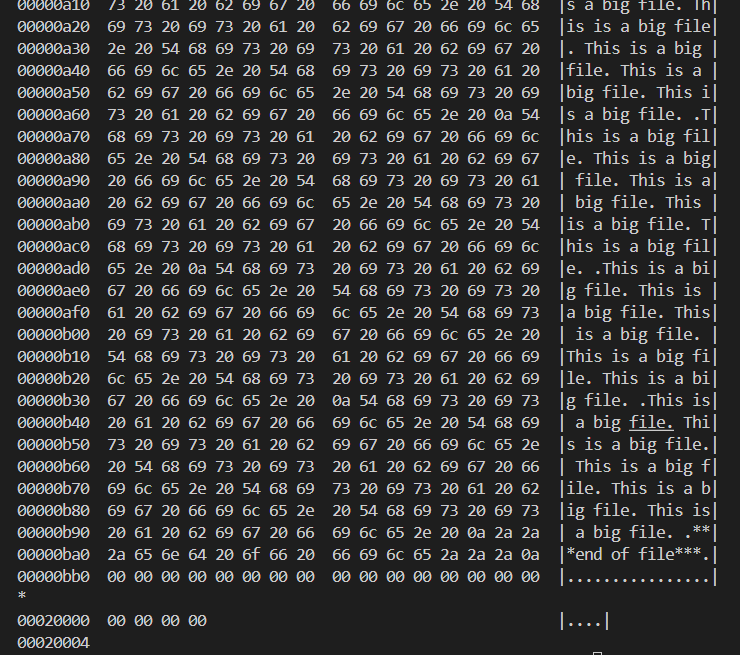 00000a10  73 20 61 20 62 69 67 20  66 69 6c 65 2e 20 54 68  |s a big file. Th|
00000a20  69 73 20 69 73 20 61 20  62 69 67 20 66 69 6c 65  |is is a big file|
00000a30  2e 20 54 68 69 73 20 69  73 20 61 20 62 69 67 20  |. This is a big |
00000a40  66 69 6c 65 2e 20 54 68  69 73 20 69 73 20 61 20  |file. This is a |
00000a50  62 69 67 20 66 69 6c 65  2e 20 54 68 69 73 20 69  |big file. This i|
00000a60  73 20 61 20 62 69 67 20  66 69 6c 65 2e 20 0a 54  |s a big file. .T|
00000a70  68 69 73 20 69 73 20 61  20 62 69 67 20 66 69 6c  |his is a big fil|
00000a80  65 2e 20 54 68 69 73 20  69 73 20 61 20 62 69 67  |e. This is a big|
00000a90  20 66 69 6c 65 2e 20 54  68 69 73 20 69 73 20 61  | file. This is a|
00000aa0  20 62 69 67 20 66 69 6c  65 2e 20 54 68 69 73 20  | big file. This |
00000ab0  69 73 20 61 20 62 69 67  20 66 69 6c 65 2e 20 54  |is a big file. T|
00000ac0  68 69 73 20 69 73 20 61  20 62 69 67 20 66 69 6c  |his is a big fil|
00000ad0  65 2e 20 0a 54 68 69 73  20 69 73 20 61 20 62 69  |e. .This is a bi|
00000ae0  67 20 66 69 6c 65 2e 20  54 68 69 73 20 69 73 20  |g file. This is |
00000af0  61 20 62 69 67 20 66 69  6c 65 2e 20 54 68 69 73  |a big file. This|
00000b00  20 69 73 20 61 20 62 69  67 20 66 69 6c 65 2e 20  | is a big file. |
00000b10  54 68 69 73 20 69 73 20  61 20 62 69 67 20 66 69  |This is a big fi|
00000b20  6c 65 2e 20 54 68 69 73  20 69 73 20 61 20 62 69  |le. This is a bi|
00000b30  67 20 66 69 6c 65 2e 20  0a 54 68 69 73 20 69 73  |g file. .This is|
00000b40  20 61 20 62 69 67 20 66  69 6c 65 2e 20 54 68 69  | a big file. Thi|
00000b50  73 20 69 73 20 61 20 62  69 67 20 66 69 6c 65 2e  |s is a big file.|
00000b60  20 54 68 69 73 20 69 73  20 61 20 62 69 67 20 66  | This is a big f|
00000b70  69 6c 65 2e 20 54 68 69  73 20 69 73 20 61 20 62  |ile. This is a b|
00000b80  69 67 20 66 69 6c 65 2e  20 54 68 69 73 20 69 73  |ig file. This is|
00000b90  20 61 20 62 69 67 20 66  69 6c 65 2e 20 0a 2a 2a  | a big file. .**|
00000ba0  2a 65 6e 64 20 6f 66 20  66 69 6c 65 2a 2a 2a 0a  |*end of file***.|
00000bb0  00 00 00 00 00 00 00 00  00 00 00 00 00 00 00 00  |................|
*
00020000  00 00 00 00                                       |....|
00020004